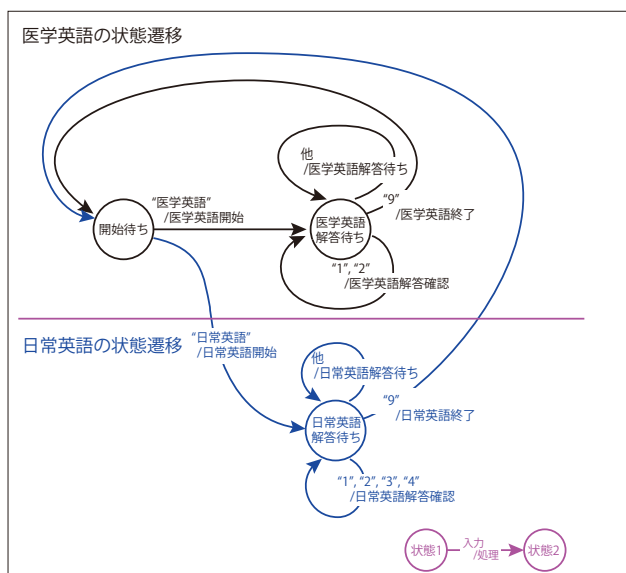 医学英語の状態遷移
他
/医学英語解答待ち
“医学英語”
/医学英語開始
“9”
/医学英語終了
開始待ち
医学英語
解答待ち
“1”, “2”
/医学英語解答確認
日常英語の状態遷移
“日常英語”
/日常英語開始
他
/日常英語解答待ち
“9”
/日常英語終了
日常英語
解答待ち
“1”, “2”, “3”, “4”
/日常英語解答確認
状態1
入力
/処理
状態2